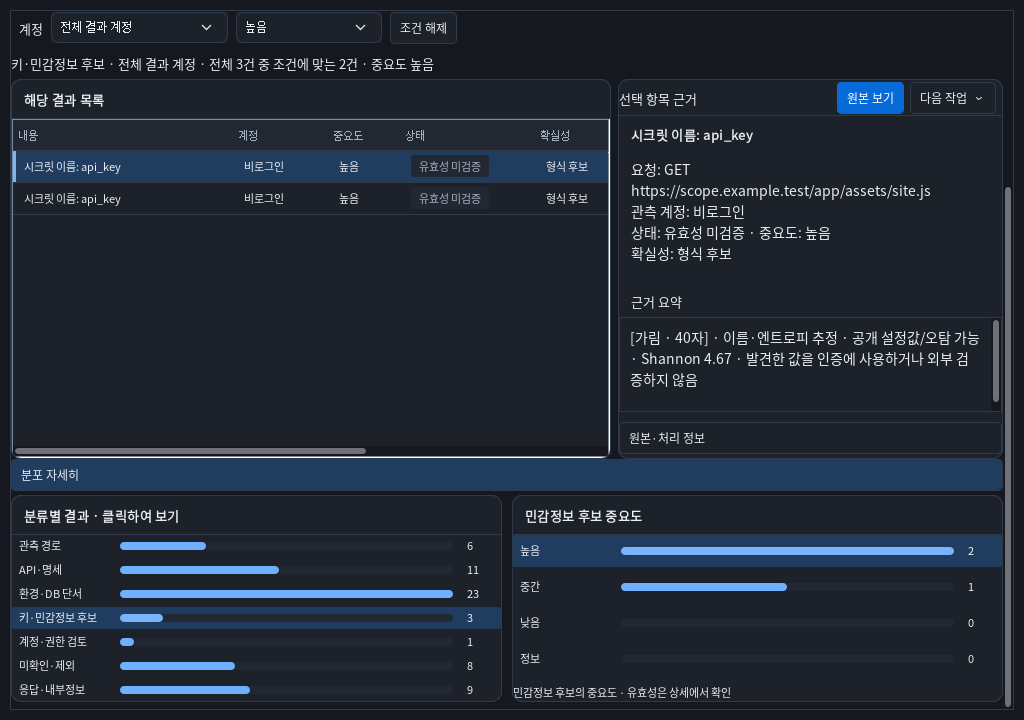 계정 전체 결과 계정 높음 조건 해제
키·민감정보 후보 · 전체 결과 계정 · 전체 3건 중 조건에 맞는 2건 · 중요도 높음
해당 결과 목록
내용 계정 중요도 상태 확실성
시크릿 이름: api_key 비로그인 높음 유효성 미검증 형식 후보
시크릿 이름: api_key 비로그인 높음 유효성 미검증 형식 후보
선택 항목 근거 원본 보기 다음 작업
시크릿 이름: api_key
요청: GET
https://scope.example.test/app/assets/site.js
관측 계정: 비로그인
상태: 유효성 미검증 · 중요도: 높음
확실성: 형식 후보
근거 요약
[가림 · 40자] · 이름·엔트로피 추정 · 공개 설정값/오탐 가능
· Shannon 4.67 · 발견한 값을 인증에 사용하거나 외부 검
증하지 않음
원본·처리 정보
분포 자세히
분류별 결과 · 클릭하여 보기
관측 경로 6
API·명세 11
환경·DB 단서 23
키·민감정보 후보 3
계정·권한 검토 1
미확인·제외 8
응답·내부정보 9
민감정보 후보 중요도
높음 2
중간 1
낮음 0
정보 0
민감정보 후보의 중요도 · 유효성은 상세에서 확인